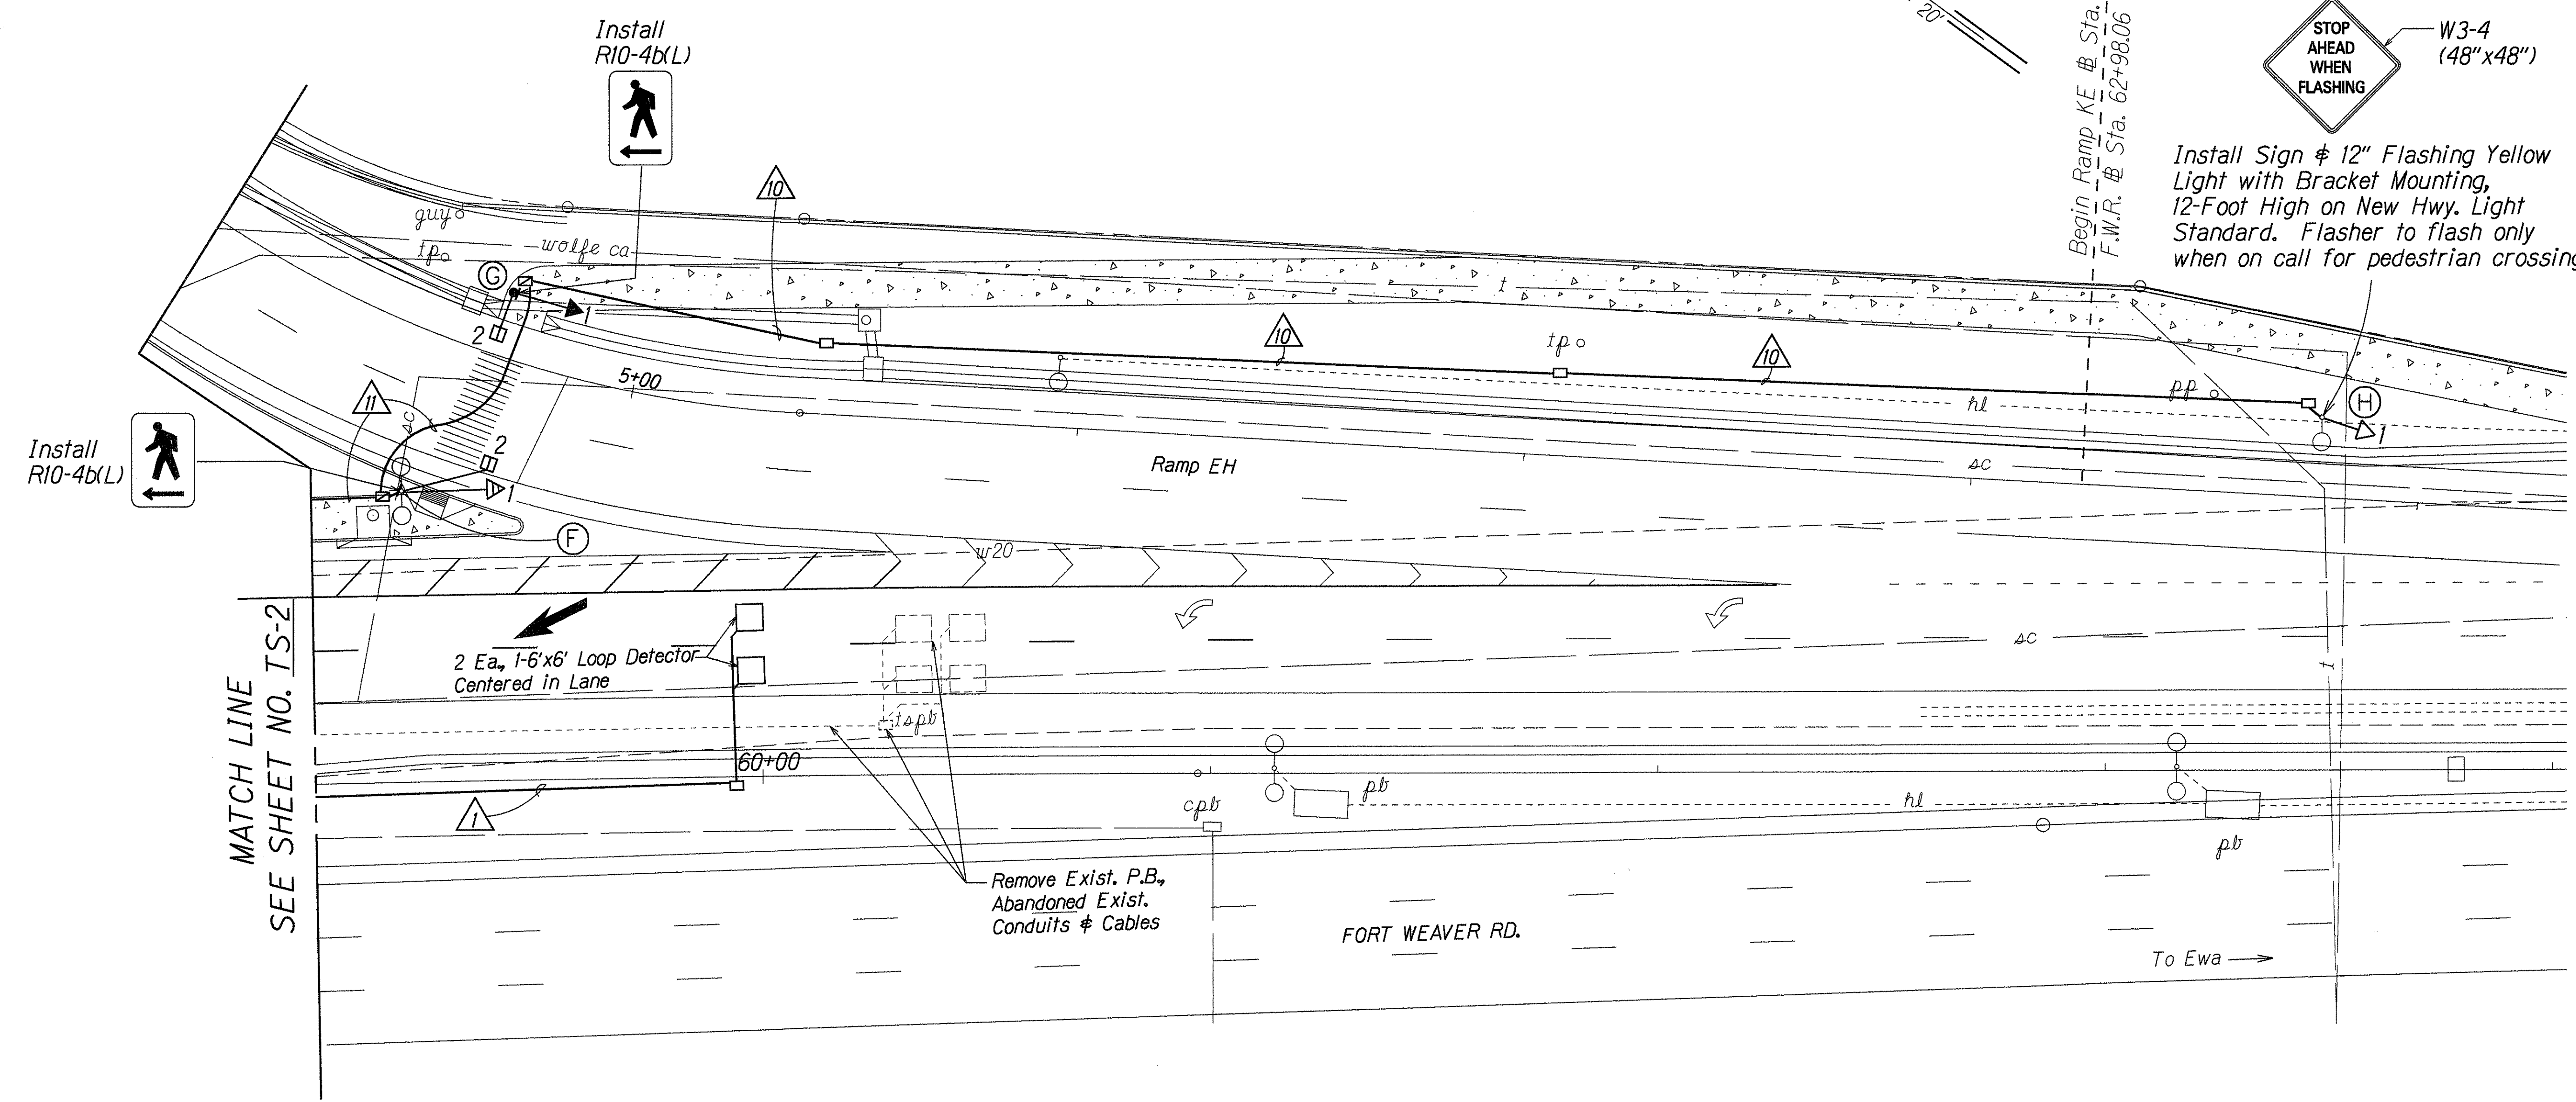 Install
R10-4b(L)
20'
Begin Ramp KE ℄ Sta.
F.W.R. ℄ Sta. 62+98.06
STOP
AHEAD
WHEN
FLASHING
W3-4
(48"x48")
Install Sign & 12" Flashing Yellow
Light with Bracket Mounting,
12-Foot High on New Hwy. Light
Standard. Flasher to flash only
when on call for pedestrian crossing
10
guy
wolfe ca
tp
G
t
1
2
10
tp
10
5+00
pp
hl
H
1
11
sc
Install
R10-4b(L)
2
1
Ramp EH
sc
F
w20
MATCH LINE
SEE SHEET NO. TS-2
2 Ea., 1-6'x6' Loop Detector
Centered in Lane
sc
t
tspb
60+00
1
cpb
pb
hl
pb
Remove Exist. P.B.,
Abandoned Exist.
Conduits & Cables
FORT WEAVER RD.
To Ewa